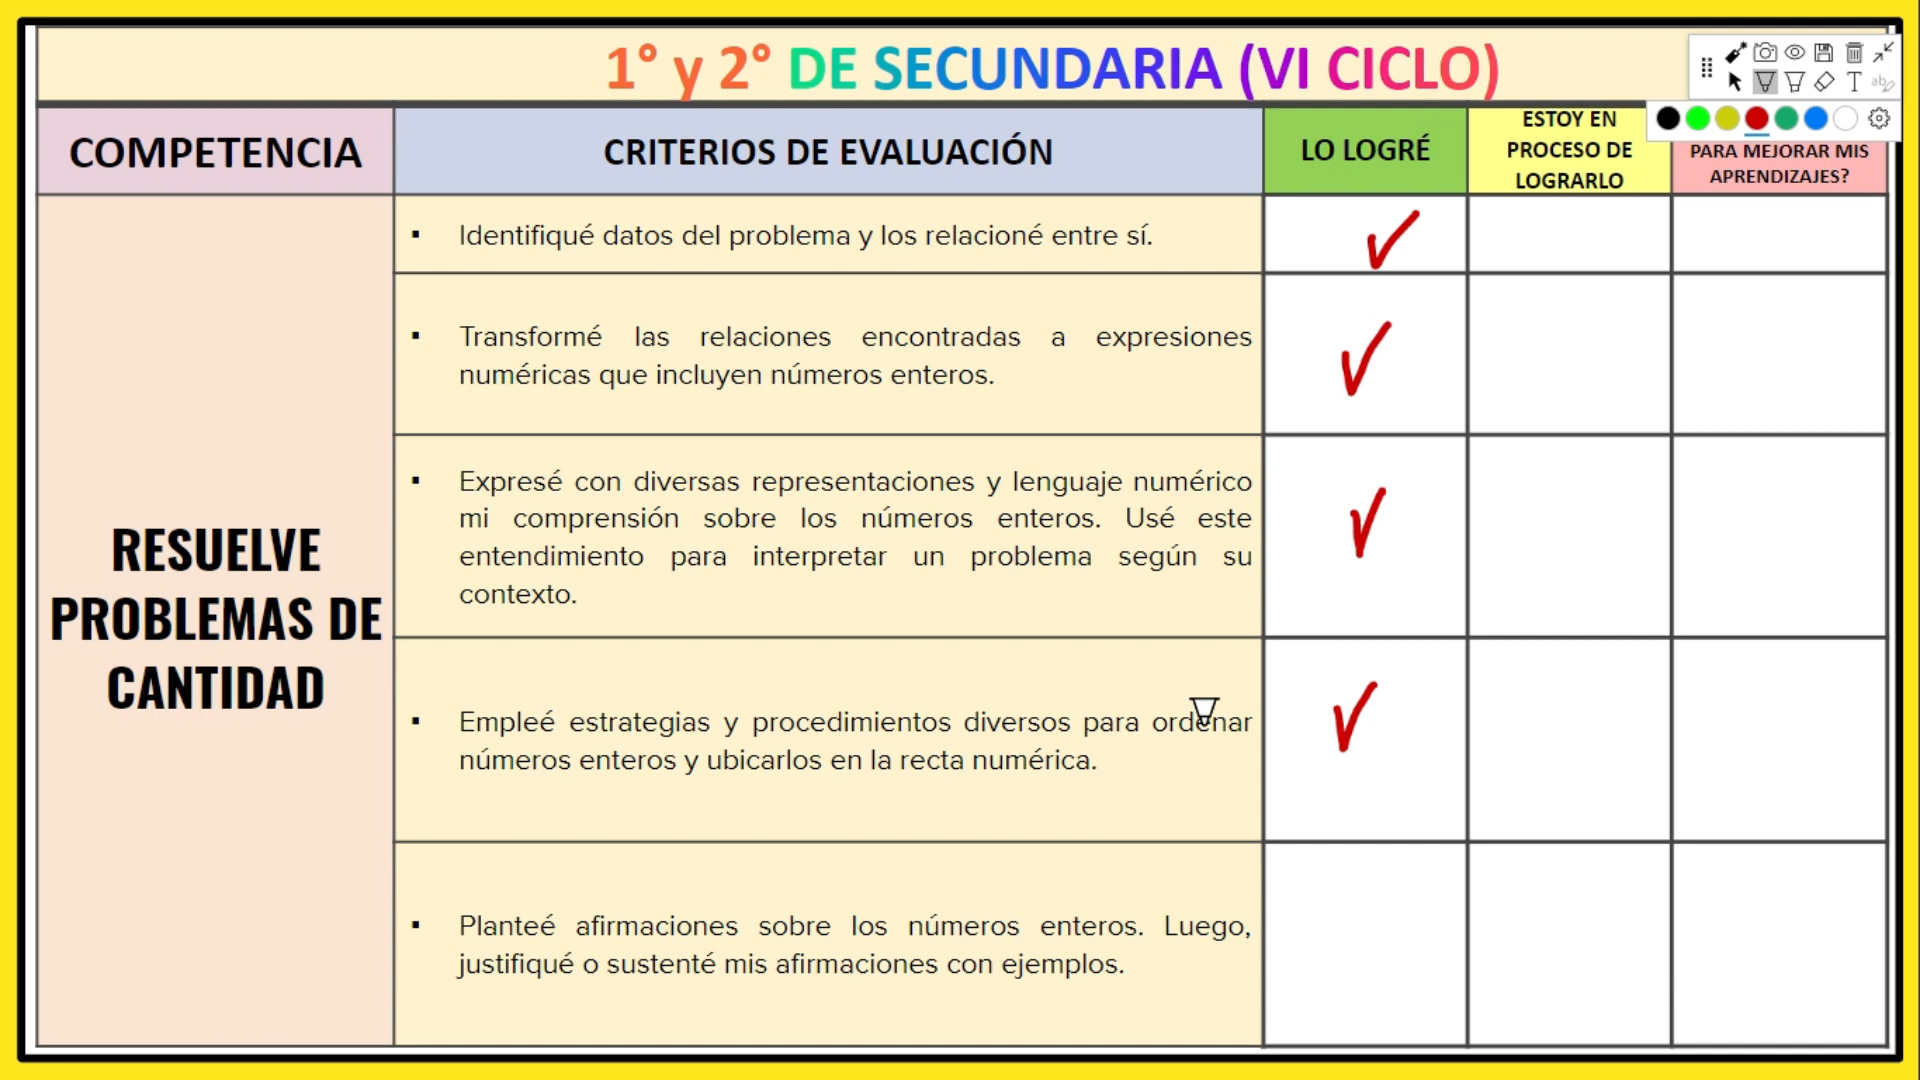 1° y 2° DE SECUNDARIA (VI CICLO)
COMPETENCIA
CRITERIOS DE EVALUACIÓN
LO LOGRÉ
ESTOY EN
PROCESO DE
LOGRARLO
PARA MEJORAR MIS
APRENDIZAJES?
RESUELVE
PROBLEMAS DE
CANTIDAD
▪ Identifiqué datos del problema y los relacioné entre sí.
▪ Transformé las relaciones encontradas a expresiones
numéricas que incluyen números enteros.
▪ Expresé con diversas representaciones y lenguaje numérico
mi comprensión sobre los números enteros. Usé este
entendimiento para interpretar un problema según su
contexto.
▪ Empleé estrategias y procedimientos diversos para ordenar
números enteros y ubicarlos en la recta numérica.
▪ Planteé afirmaciones sobre los números enteros. Luego,
justifiqué o sustenté mis afirmaciones con ejemplos.